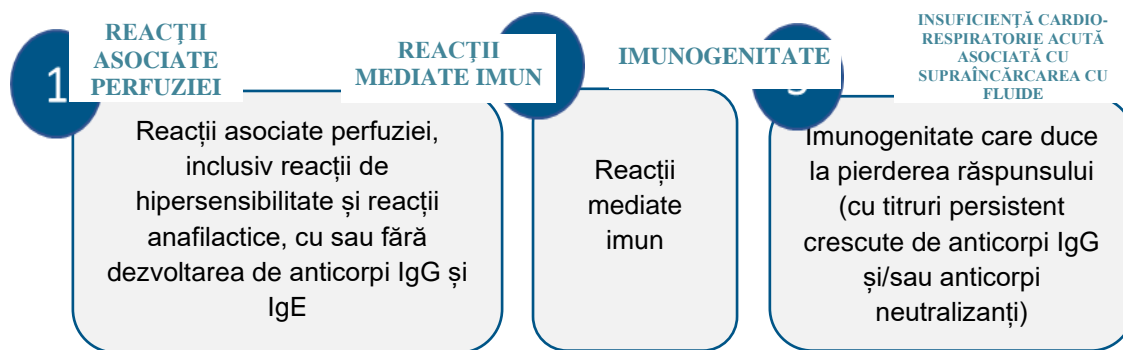 1
REACȚII
ASOCIATE
PERFUZIEI
Reacții asociate perfuziei,
inclusiv reacții de
hipersensibilitate și reacții
anafilactice, cu sau fără
dezvoltarea de anticorpi IgG și
IgE
REACȚII
MEDIATE IMUN
Reacții
mediate
imun
IMUNOGENITATE
Imunogenitate care duce
la pierderea răspunsului
(cu titruri persistent
crescute de anticorpi IgG
și/sau anticorpi
neutralizanți)
INSUFICIENȚĂ CARDIO-
RESPIRATORIE ACUTĂ
ASOCIATĂ CU
SUPRAÎNCĂRCAREA CU
FLUIDE